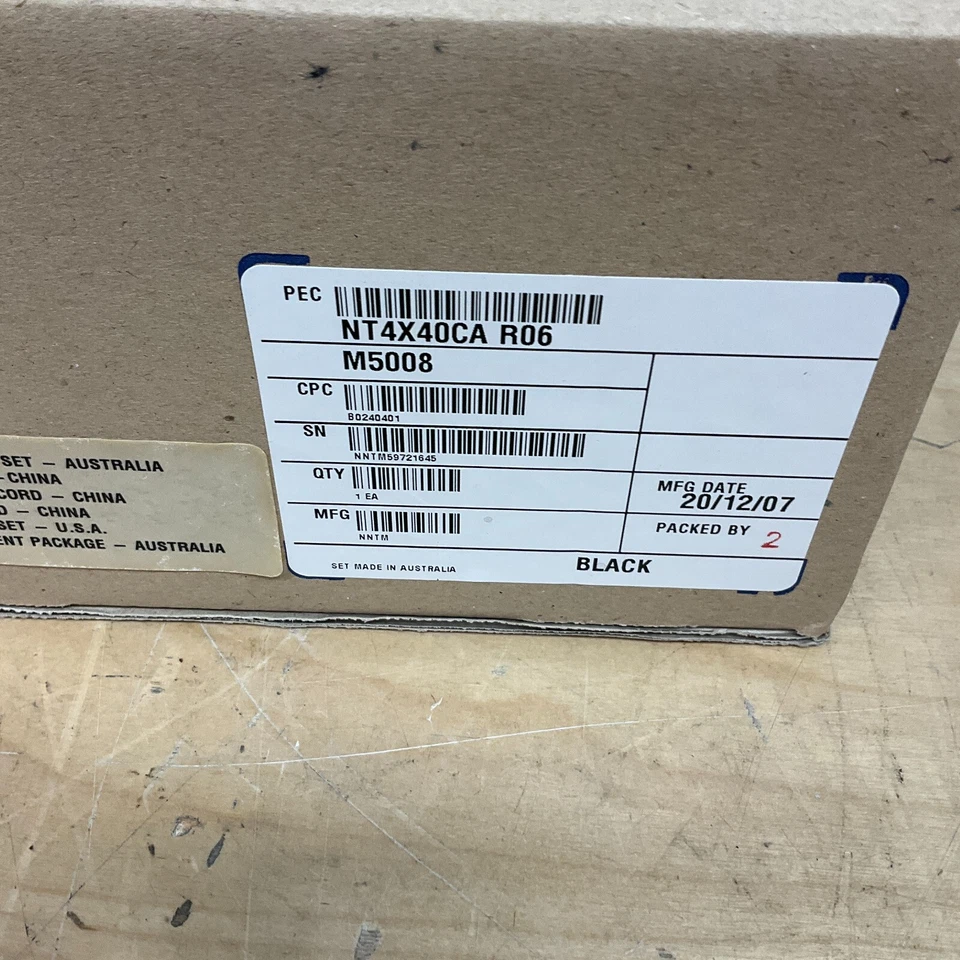 PEC
NT4X40CA R06
M5008
CPC
B0240401
SN
NNTM59721645
QTY
1 EA
MFG
NNTM
MFG DATE
20/12/07
PACKED BY 2
SET MADE IN AUSTRALIA
BLACK
SET – AUSTRALIA
– CHINA
CORD – CHINA
– CHINA
SET – U.S.A.
PACKAGE – AUSTRALIA